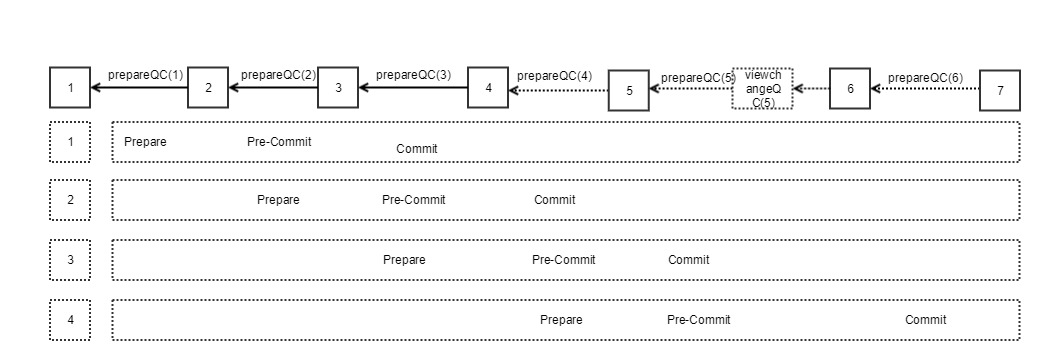 prepareQC(1) prepareQC(2) prepareQC(3) prepareQC(4) prepareQC(5) prepareQC(6)
1 2 3 4 5 viewch 6 7
angeQ
C(5)
1 Prepare Pre-Commit Commit
2 Prepare Pre-Commit Commit
3 Prepare Pre-Commit Commit
4 Prepare Pre-Commit Commit